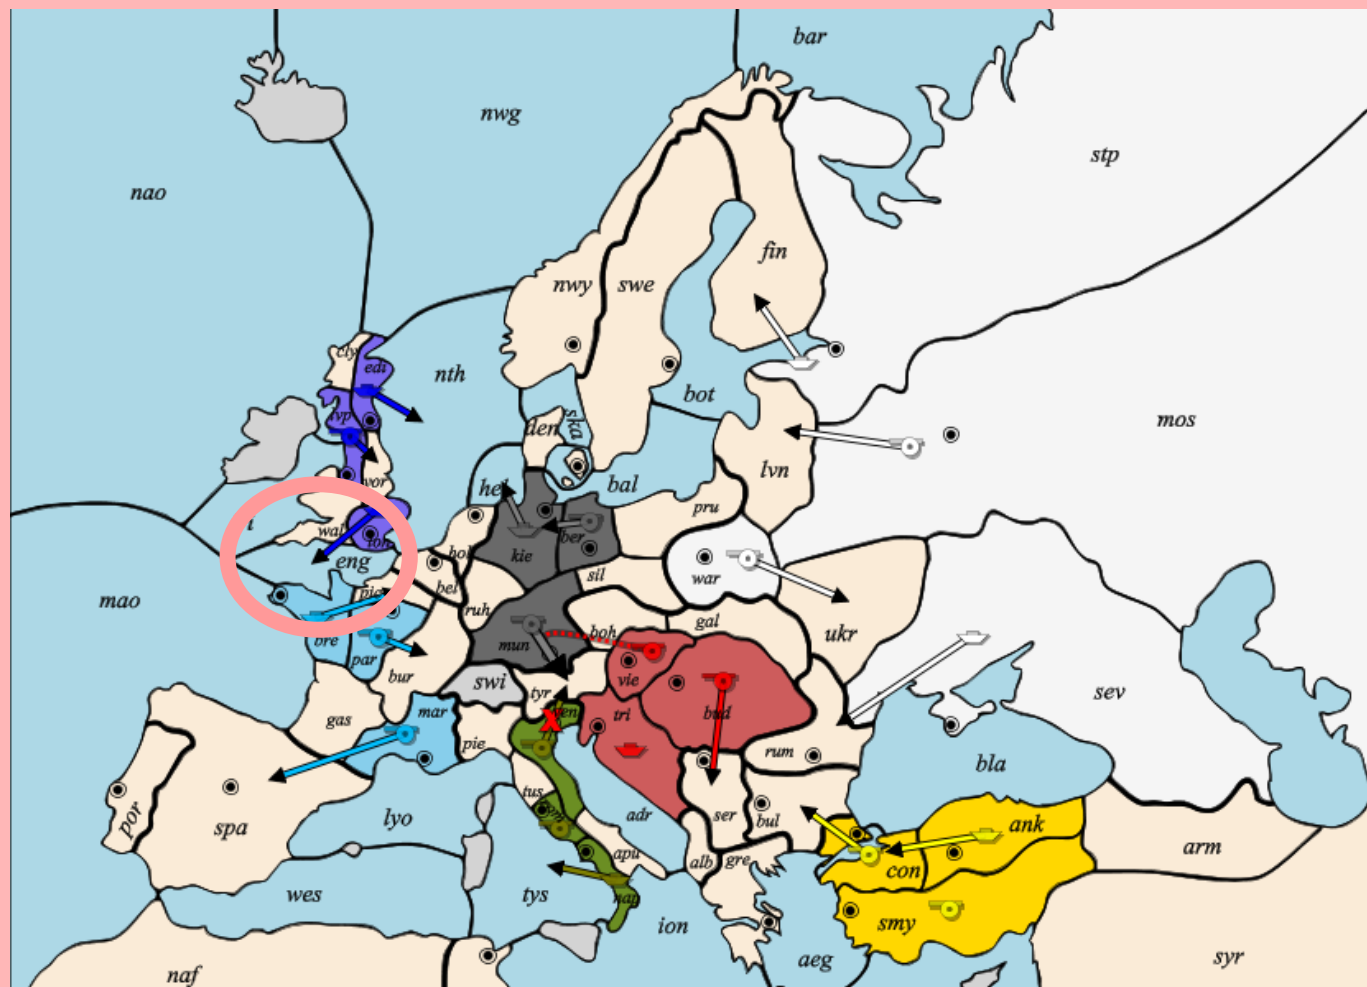 bar
nwg
stp
nao
fin
nwy
swe
cly
edi
nth
bot
ska
den
mos
lvp
lvn
yor
hel
bal
pru
wal
lon
ber
hol
kie
eng
war
sil
bel
pic
mao
ruh
gal
ukr
boh
bre
mun
par
vie
bur
swi
tyr
sev
mar
ven
tri
bud
gas
pie
rum
bla
tus
spa
por
lyo
rom
adr
ser
bul
ank
arm
apu
alb
gre
con
wes
tys
nap
smy
ion
aeg
syr
naf